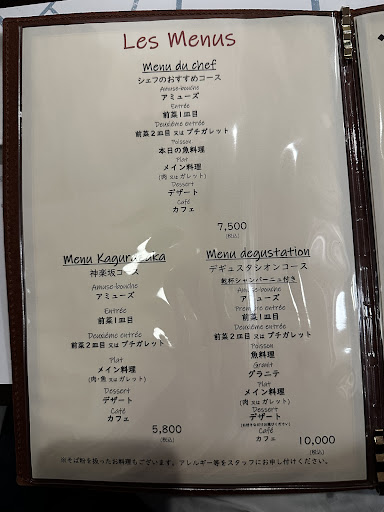 Les Menus
Menu du chef
シェフのおすすめコース
Amuse-bouche
アミューズ
Entrée
前菜1皿目
Deuxième entrée
前菜2皿目 又は プチガレット
Poisson
本日の魚料理
Plat
メイン料理
(肉 又は ガレット)
Dessert
デザート
Café
カフェ
7,500
(税込)
Menu Kagurazaka
神楽坂コース
Amuse-bouche
アミューズ
Entrée
前菜1皿目
Deuxième entrée
前菜2皿目 又は プチガレット
Plat
メイン料理
(肉・魚 又は ガレット)
Dessert
デザート
Café
カフェ
5,800
(税込)
Menu degustation
デギュスタシオンコース
乾杯シャンパーニュ付き
Amuse-bouche
アミューズ
Première entrée
前菜1皿目
Deuxième entrée
前菜2皿目 又は プチガレット
Poisson
魚料理
Granit
グラニテ
Plat
メイン料理
(肉 又は ガレット)
Dessert
デザート
Café
カフェ
10,000
(税込)
※そば粉を扱ったお料理もございます。アレルギー等をスタッフにお申し付けください。